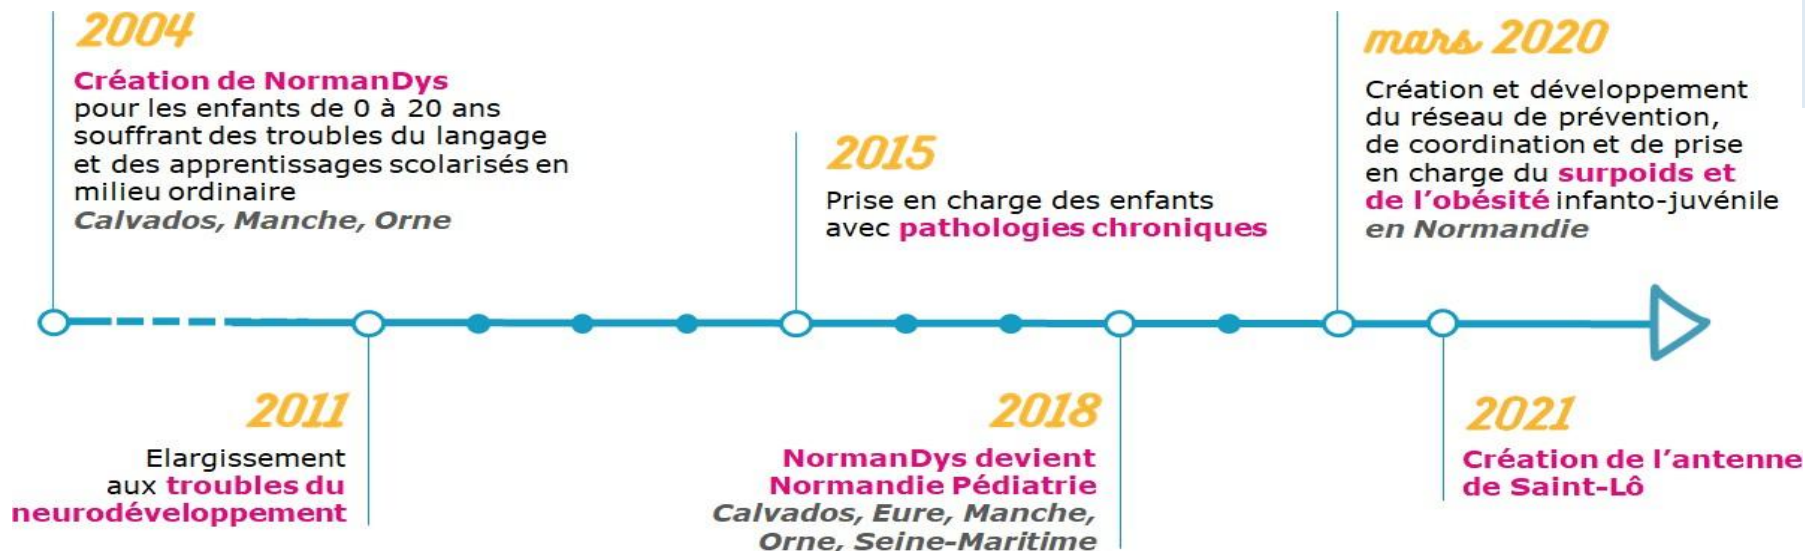 2004
Création de NormanDys
pour les enfants de 0 à 20 ans
souffrant des troubles du langage
et des apprentissages scolarisés en
milieu ordinaire
Calvados, Manche, Orne
2011
Elargissement
aux troubles du
neurodéveloppement
2015
Prise en charge des enfants
avec pathologies chroniques
2018
NormanDys devient
Normandie Pédiatrie
Calvados, Eure, Manche,
Orne, Seine-Maritime
mars 2020
Création et développement
du réseau de prévention,
de coordination et de prise
en charge du surpoids et
de l'obésité infanto-juvénile
en Normandie
2021
Création de l'antenne
de Saint-Lô